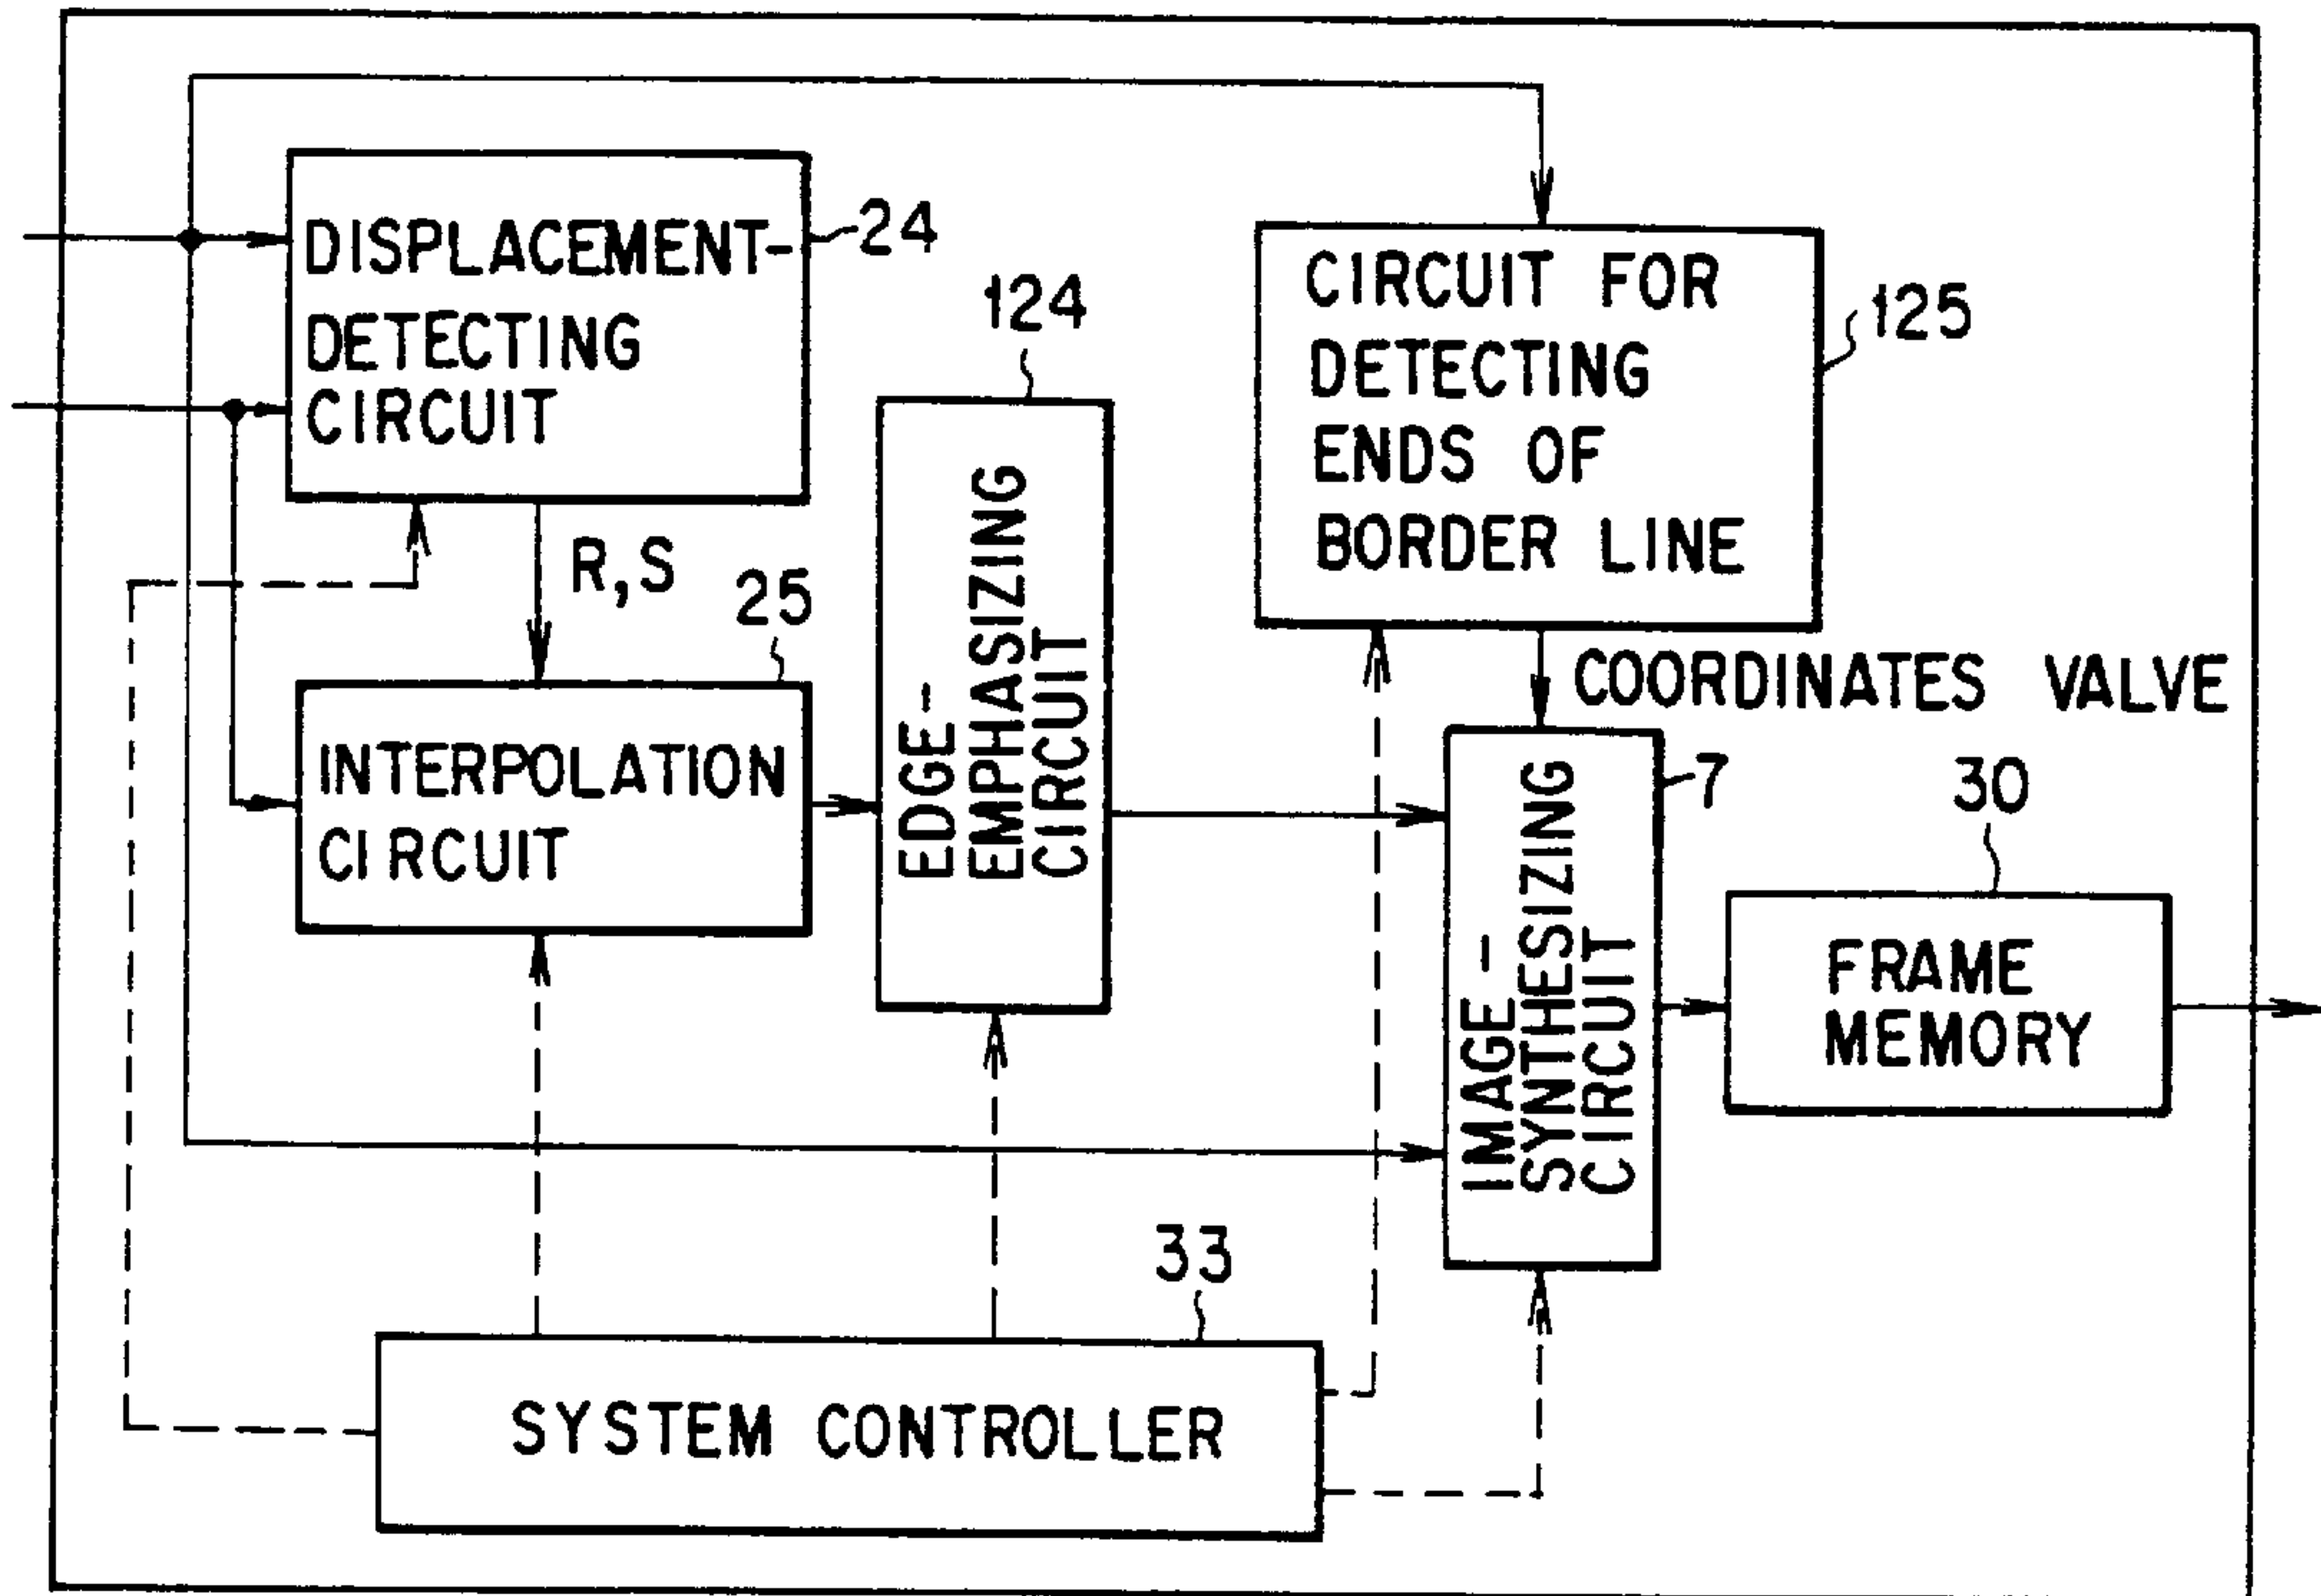 DISPLACEMENT-
DETECTING
CIRCUIT
24
R,S
25
INTERPOLATION
CIRCUIT
124
EDGE-
EMPHASIZING
CIRCUIT
CIRCUIT FOR
DETECTING
ENDS OF
BORDER LINE
125
COORDINATES VALVE
7
IMAGE-
SYNTHESIZING
CIRCUIT
30
FRAME
MEMORY
33
SYSTEM CONTROLLER